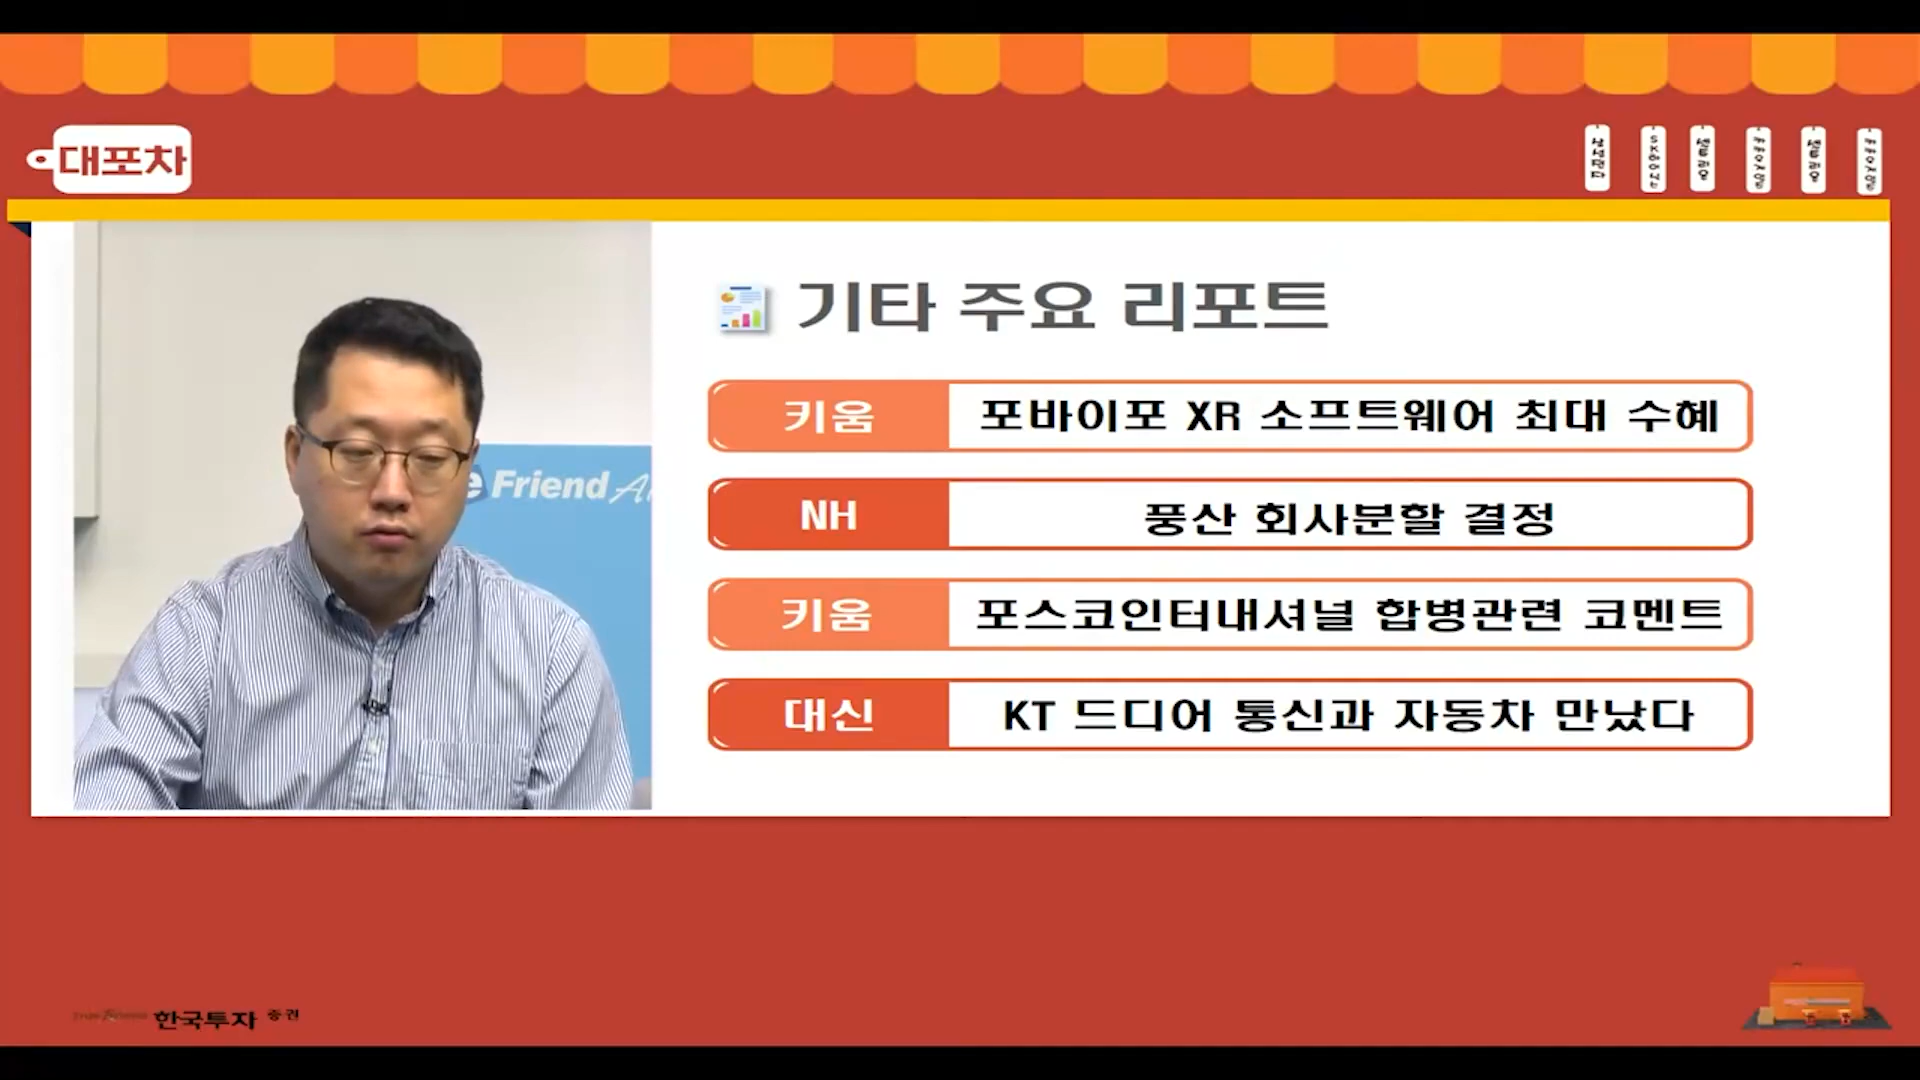 대포차
기타 주요 리포트
키움 포바이포 XR 소프트웨어 최대 수혜
NH 풍산 회사분할 결정
키움 포스코인터내셔널 합병관련 코멘트
대신 KT 드디어 통신과 자동차 만났다
Friend
한국투자 증권